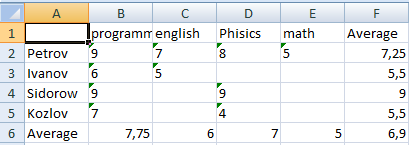 A B C D E F
1 programm english Phisics math Average
2 Petrov 9 7 8 5 7,25
3 Ivanov 6 5 5,5
4 Sidorow 9 9 9
5 Kozlov 7 4 5,5
6 Average 7,75 6 7 5 6,9